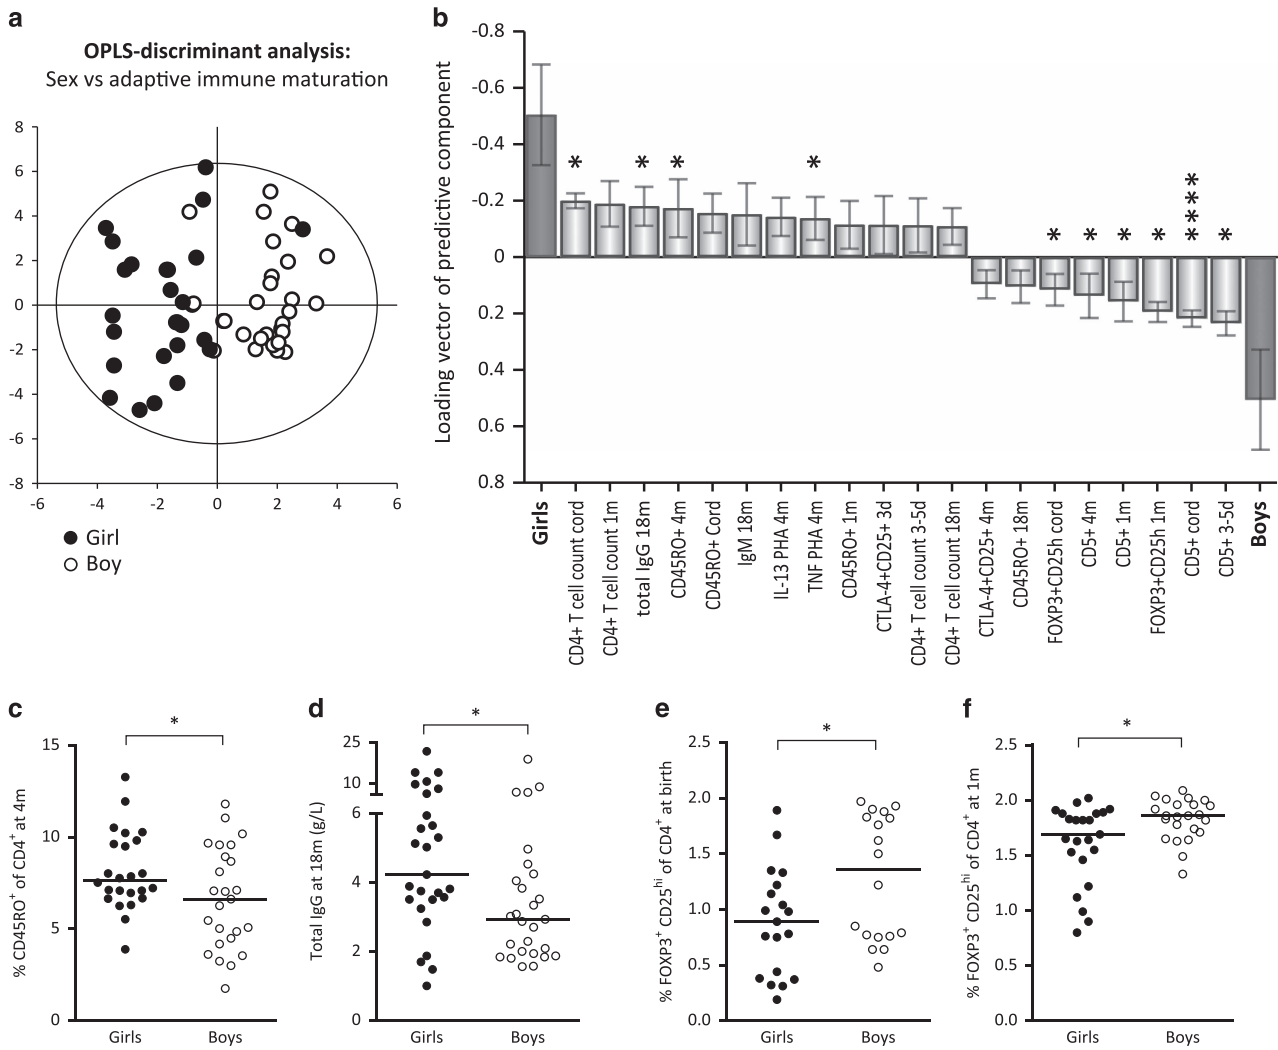 a
OPLS-discriminant analysis:
Sex vs adaptive immune maturation
8
6
4
2
0
-2
-4
-6
-8
-6
-4
-2
0
2
4
6
Girl
Boy
b
Loading vector of predictive component
-0.8
-0.6
-0.4
-0.2
0
0.2
0.4
0.6
0.8
*
*
*
*
*
*
*
*
****
*
Girls
CD4+ T cell count cord
CD4+ T cell count 1m
total IgG 18m
CD45RO+ 4m
CD45RO+ Cord
IgM 18m
IL-13 PHA 4m
TNF PHA 4m
CD45RO+ 1m
CTLA-4+CD25+ 3d
CD4+ T cell count 3-5d
CD4+ T cell count 18m
CTLA-4+CD25+ 4m
CD45RO+ 18m
FOXP3+CD25h cord
CD5+ 4m
CD5+ 1m
FOXP3+CD25h 1m
CD5+ cord
CD5+ 3-5d
Boys
c
% CD45RO⁺ of CD4⁺ at 4m
15
10
5
0
*
Girls
Boys
d
Total IgG at 18m (g/L)
25
10
6
4
2
0
*
Girls
Boys
e
% FOXP3⁺ CD25ʰⁱ of CD4⁺ at birth
2.5
2.0
1.5
1.0
0.5
0.0
*
Girls
Boys
f
% FOXP3⁺ CD25ʰⁱ of CD4⁺ at 1m
2.5
2.0
1.5
1.0
0.5
0.0
*
Girls
Boys